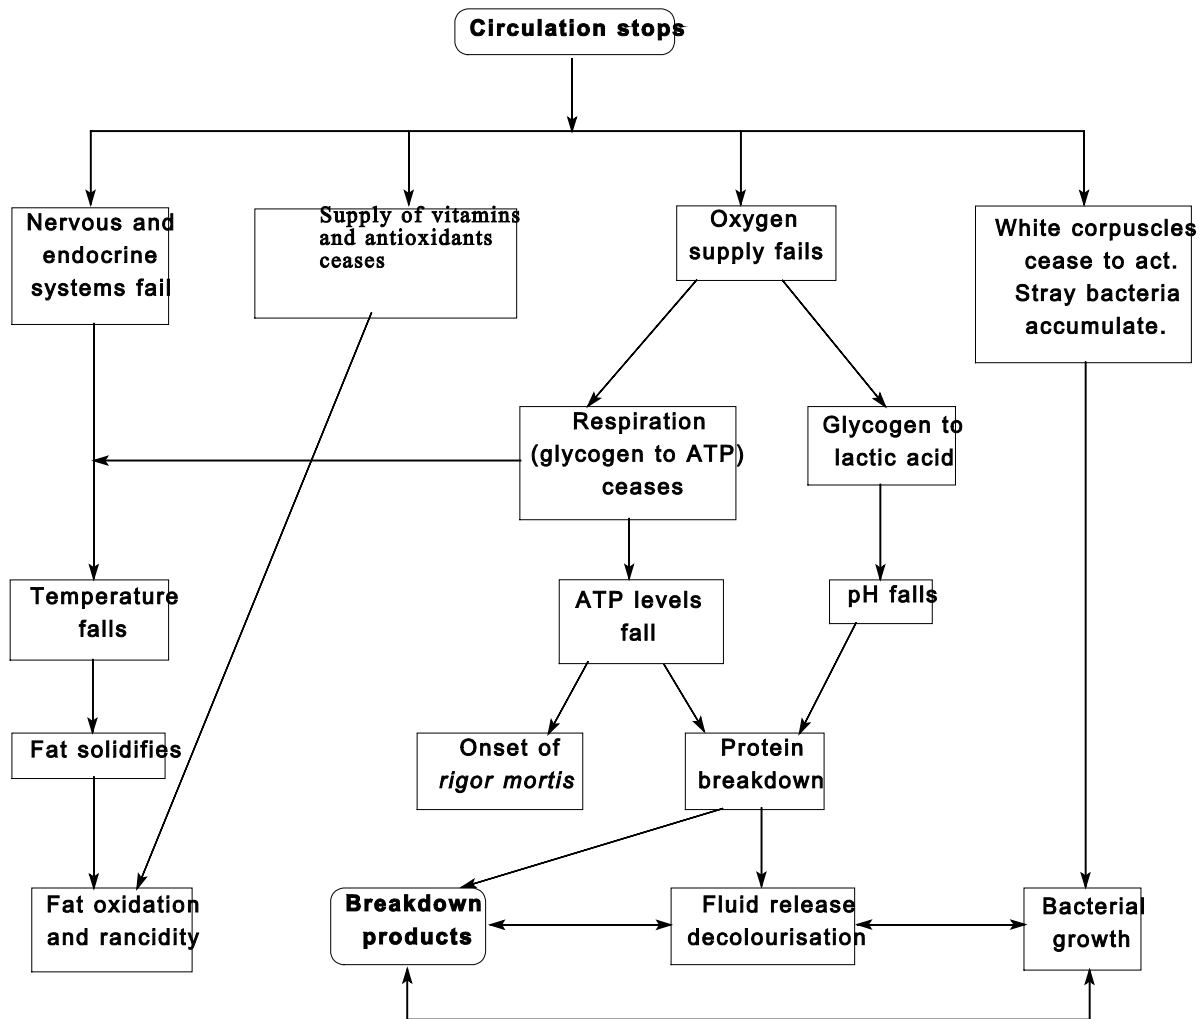 Circulation stops
Nervous and
endocrine
systems fail
Supply of vitamins
and antioxidants
ceases
Oxygen
supply fails
White corpuscles
cease to act.
Stray bacteria
accumulate.
Respiration
(glycogen to ATP)
ceases
Glycogen to
lactic acid
Temperature
falls
ATP levels
fall
pH falls
Fat solidifies
Onset of
rigor mortis
Protein
breakdown
Fat oxidation
and rancidity
Breakdown
products
Fluid release
decolourisation
Bacterial
growth